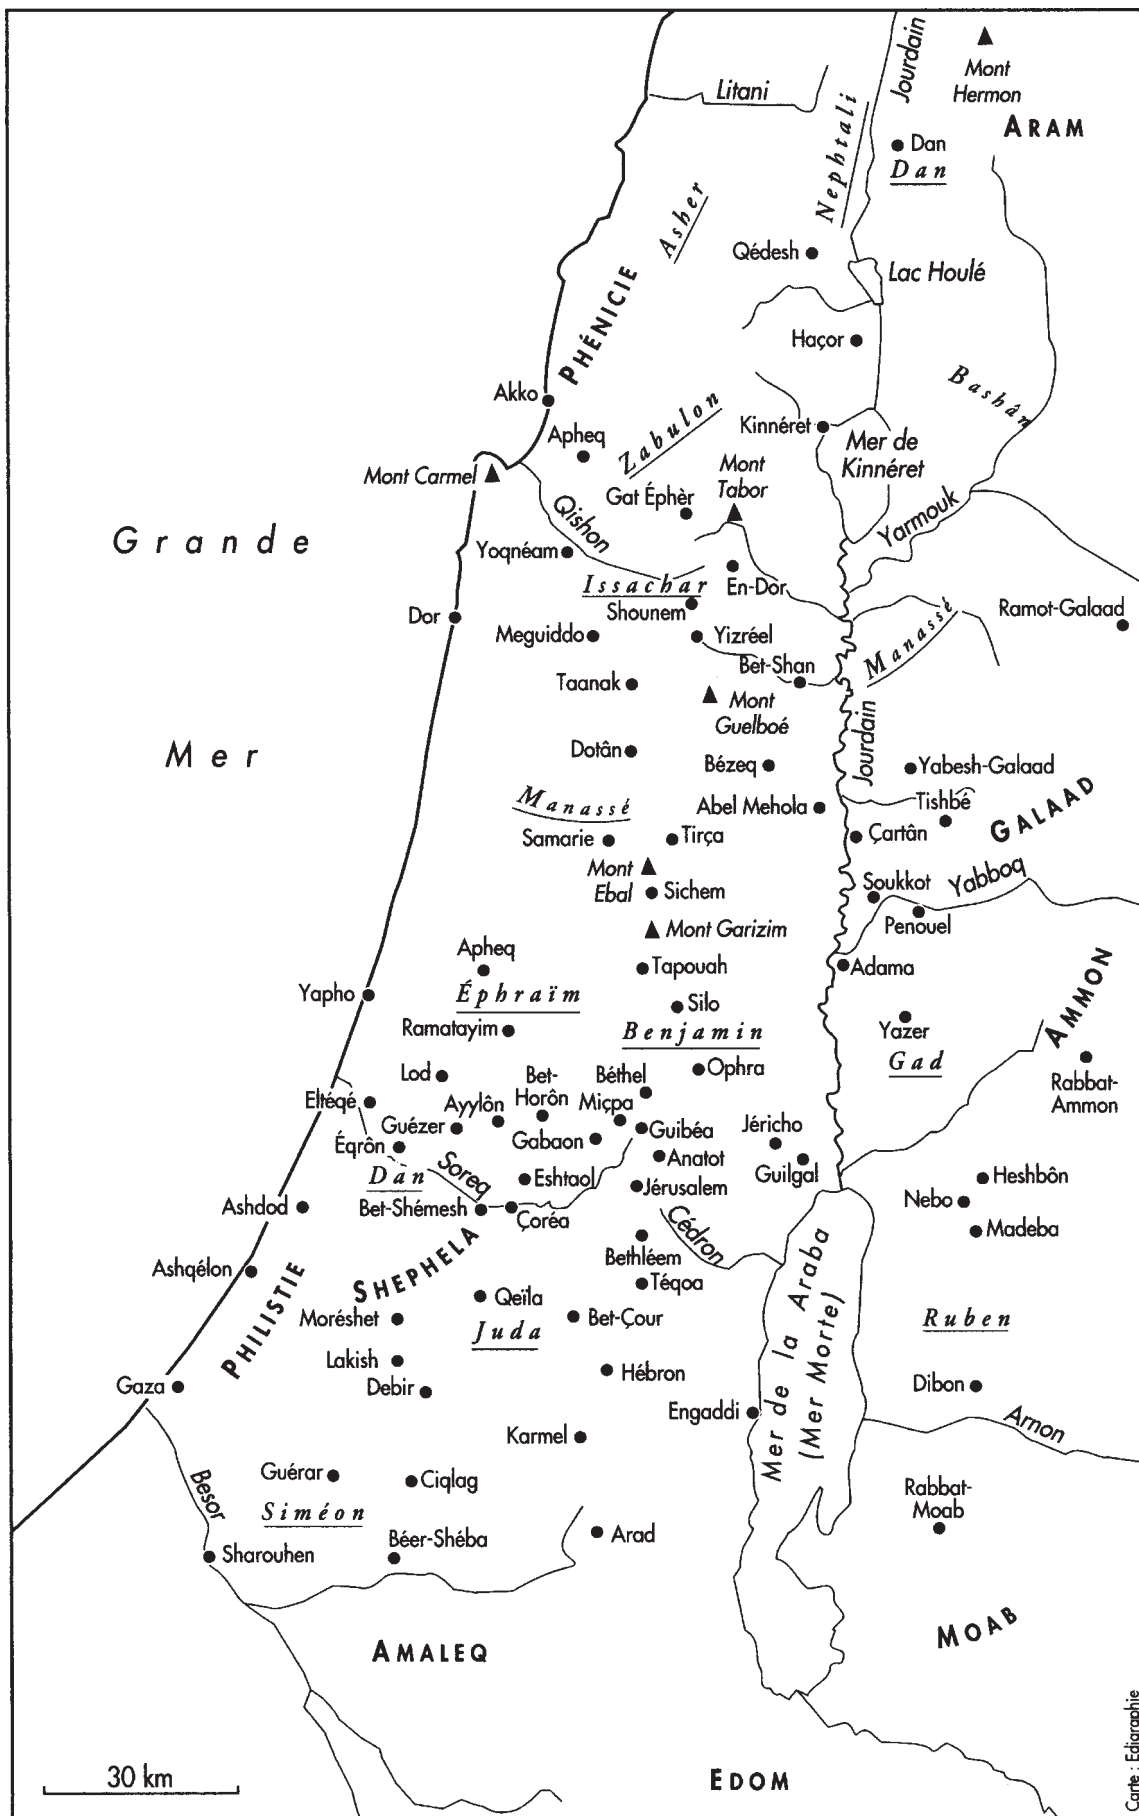 Litani
Jourdain
Mont
Hermon
ARAM
Nephtali
Dan
Dan
Asher
Qédesh
Lac Houlé
PHÉNICIE
Haçor
Bashân
Akko
Apheq
Zabulon
Kinnéret
Mer de
Kinnéret
Mont Carmel
Mont
Tabor
Gat Éphèr
Qishon
Yarmouk
Grande
Yoqnéam
Issachar
En-Dor
Shounem
Ramot-Galaad
Dor
Meguiddo
Yizréel
Manassé
Bet-Shan
Taanak
Mont
Guelboé
Jourdain
Mer
Dotân
Bézeq
Yabesh-Galaad
Tishbé
GALAAD
Manassé
Abel Mehola
Samarie
Tirça
Çartân
Mont
Ebal
Sichem
Soukkot
Yabboq
Penouel
Mont Garizim
Apheq
Tapouah
Adama
AMMON
Yapho
Éphraïm
Silo
Yazer
Ramatayim
Benjamin
Gad
Lod
Bet-
Horôn
Béthel
Ophra
Rabbat-
Ammon
Eltéqé
Ayylôn
Miçpa
Guézer
Gabaon
Guibéa
Jéricho
Éqrôn
Anatot
Guilgal
Dan
Soreq
Eshtaol
Jérusalem
Heshbôn
Nebo
Ashdod
Bet-Shémesh
Çoréa
Cédron
Madeba
SHEPHELA
Bethléem
Ashqélon
Téqoa
PHILISTIE
Qeïla
Moréshet
Juda
Bet-Çour
Mer de la Araba
(Mer Morte)
Ruben
Lakish
Hébron
Gaza
Debir
Dibon
Engaddi
Arnon
Karmel
Besor
Guérar
Ciqlag
Rabbat-
Moab
Siméon
Arad
Sharouhen
Béer-Shéba
AMALEQ
MOAB
30 km
EDOM
Carte : Edigraphie